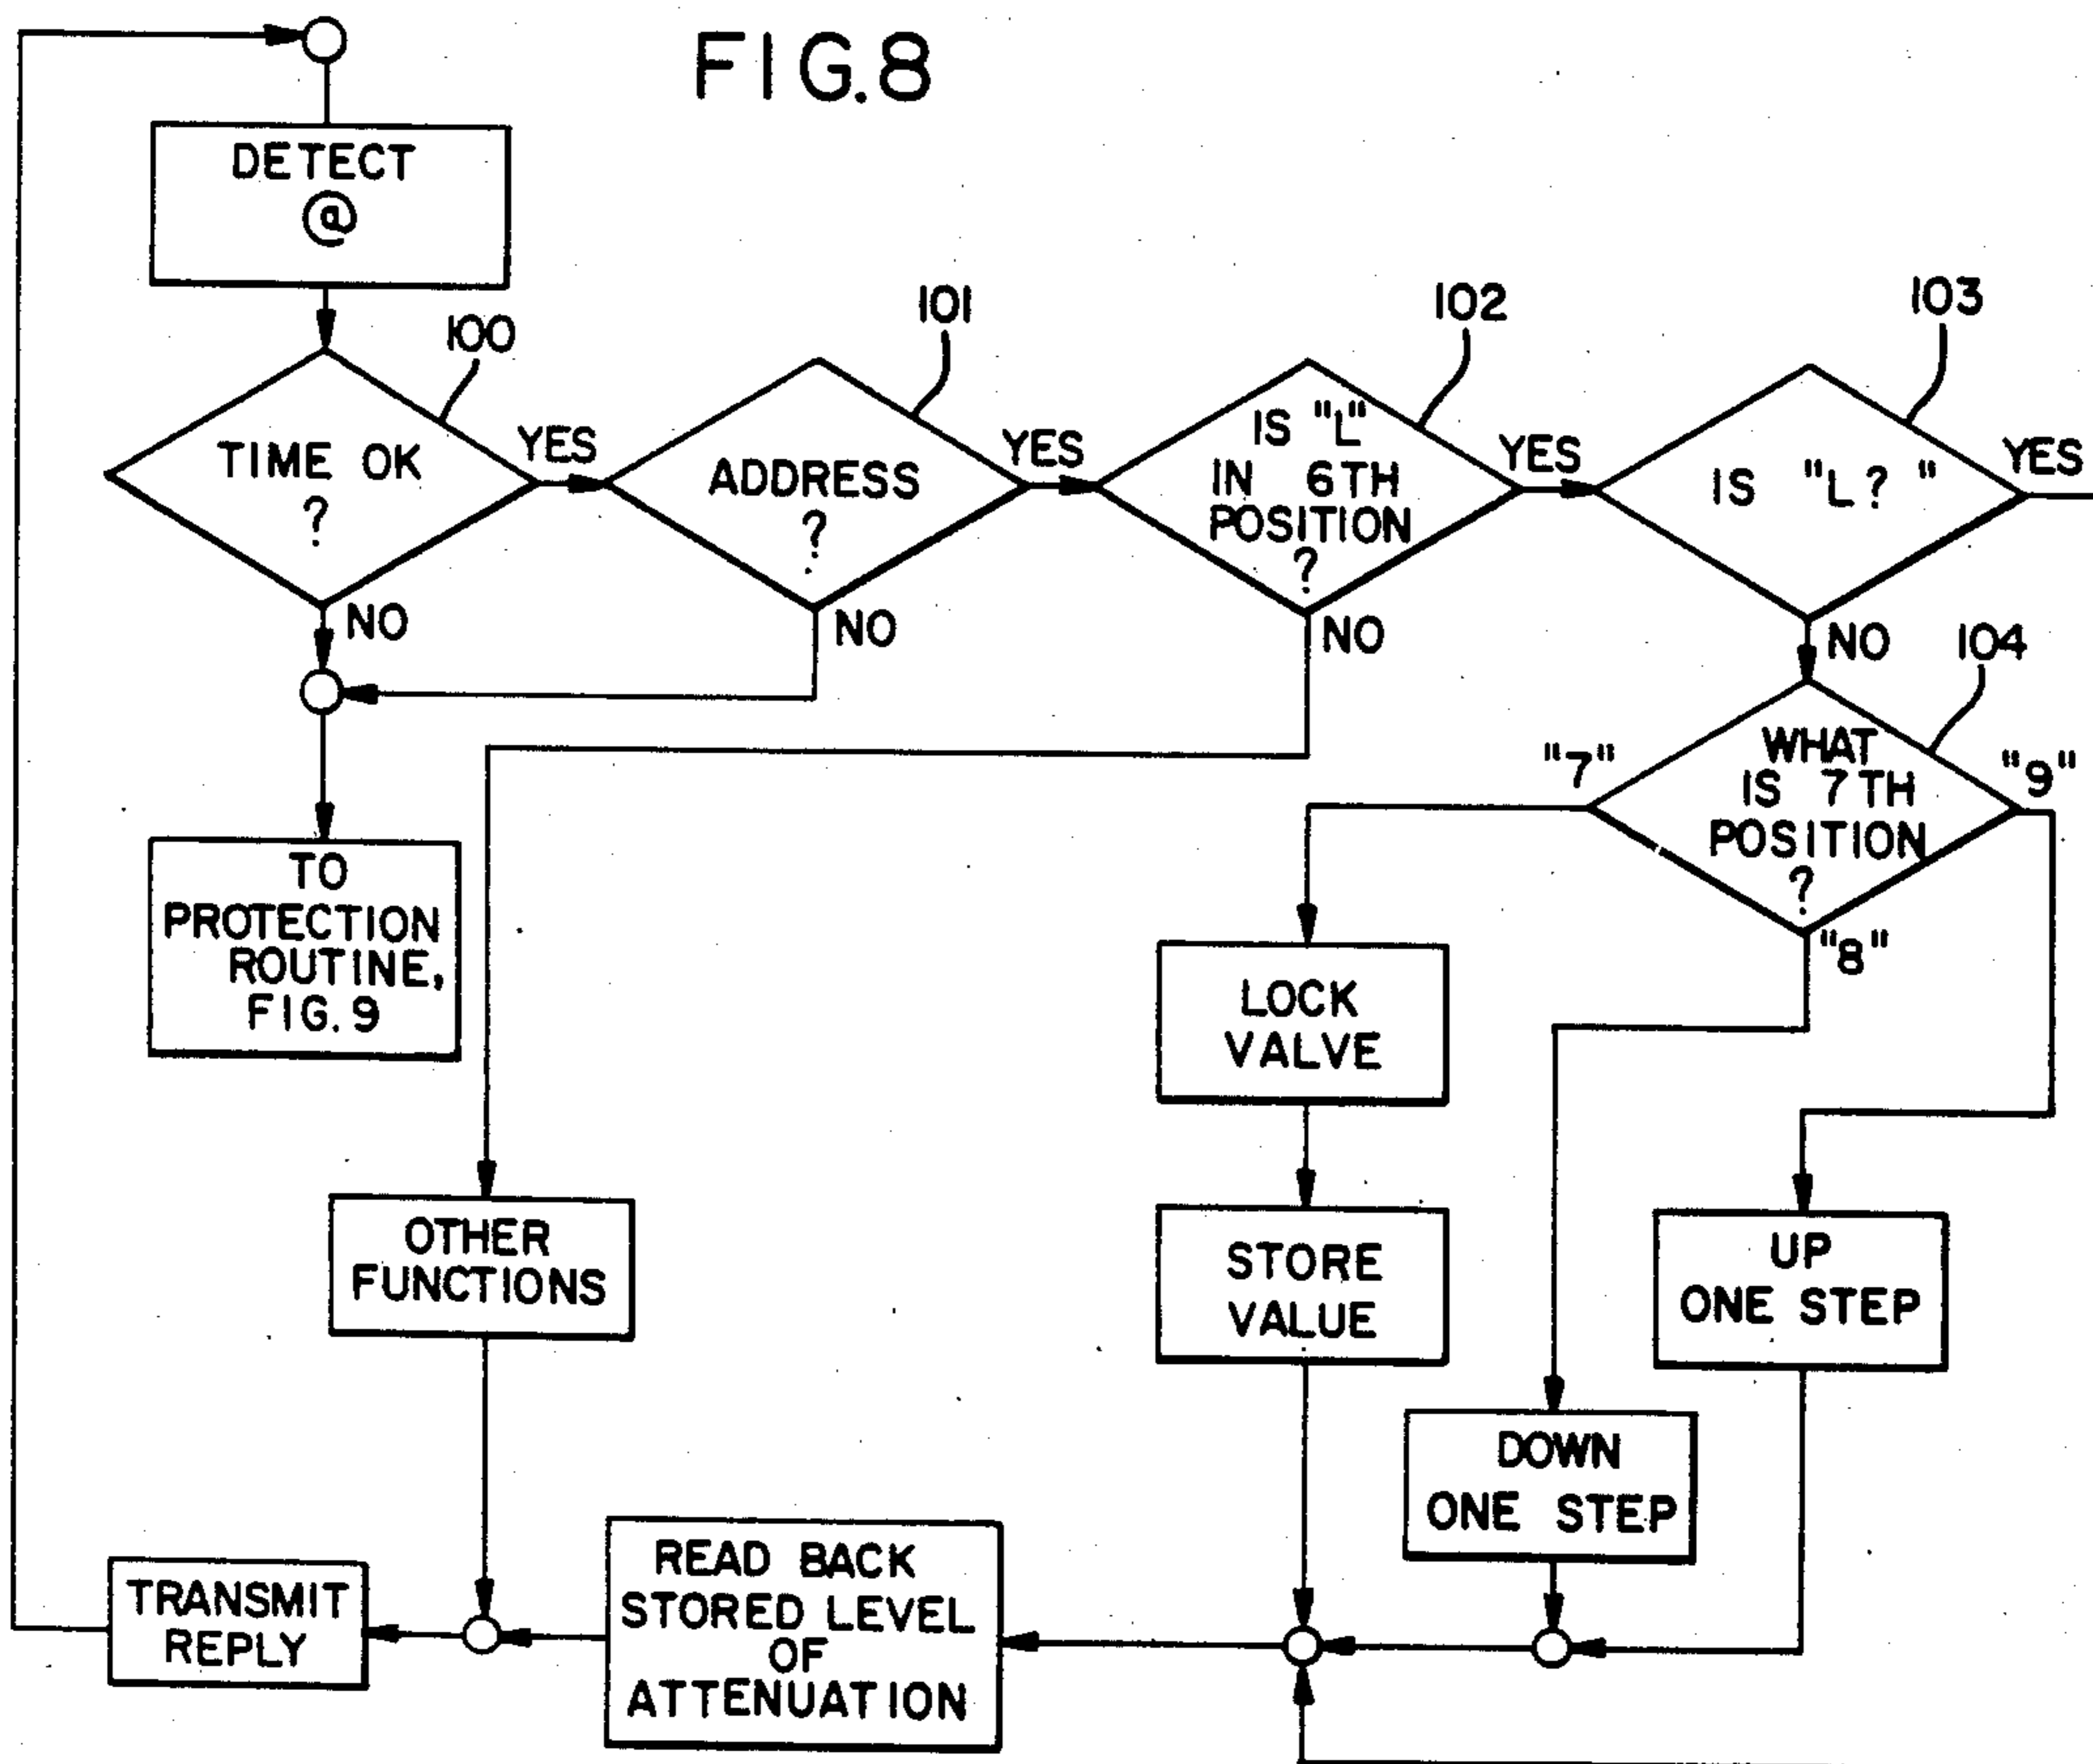 FIG.8
DETECT
@
100
101
102
103
TIME OK
?
YES
ADDRESS
?
YES
IS "L"
IN 6TH
POSITION
?
YES
IS "L? "
YES
NO
NO
NO
NO
104
WHAT
IS 7TH
POSITION
?
"7"
"9"
"8"
TO
PROTECTION
ROUTINE,
FIG. 9
LOCK
VALVE
OTHER
FUNCTIONS
STORE
VALUE
UP
ONE STEP
DOWN
ONE STEP
READ BACK
STORED LEVEL
OF
ATTENUATION
TRANSMIT
REPLY